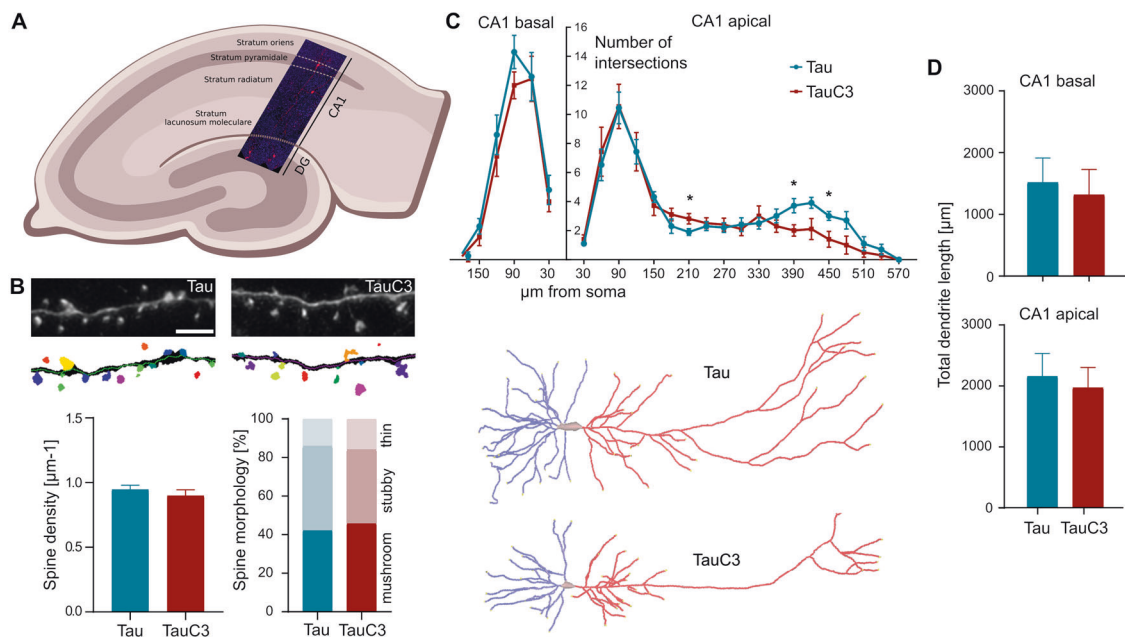 A
Stratum oriens
Stratum pyramidale
Stratum radiatum
Stratum
lacunosum moleculare
CA1
DG
B
Tau
TauC3
Spine density [µm-1]
1.5
1.0
0.5
0.0
Tau
TauC3
Spine morphology [%]
100
80
60
40
20
0
thin
stubby
mushroom
Tau
TauC3
C
CA1 basal
CA1 apical
Number of
intersections
16
14
12
10
8
6
4
2
Tau
TauC3
*
*
*
150
90
30
30
90
150
210
270
330
390
450
510
570
µm from soma
Tau
TauC3
D
Total dendrite length [µm]
CA1 basal
3000
2000
1000
0
CA1 apical
3000
2000
1000
0
Tau
TauC3